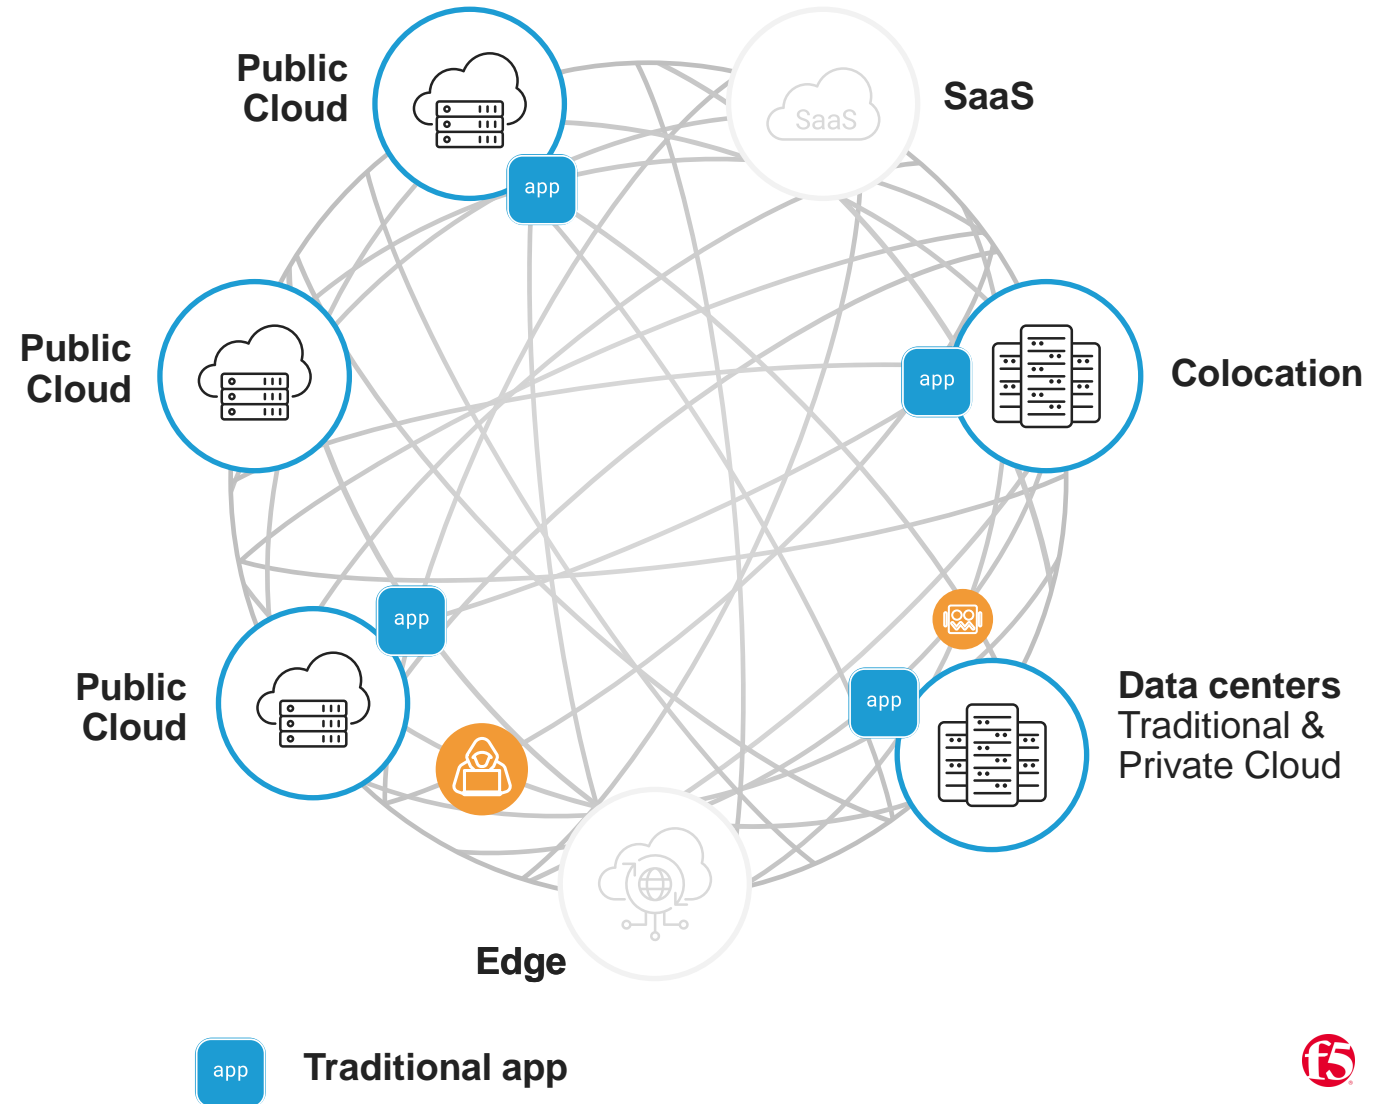 Public
Cloud
SaaS
SaaS
app
Public
Cloud
app
Colocation
app
Public
Cloud
app
Data centers
Traditional &
Private Cloud
Edge
app
Traditional app
f5